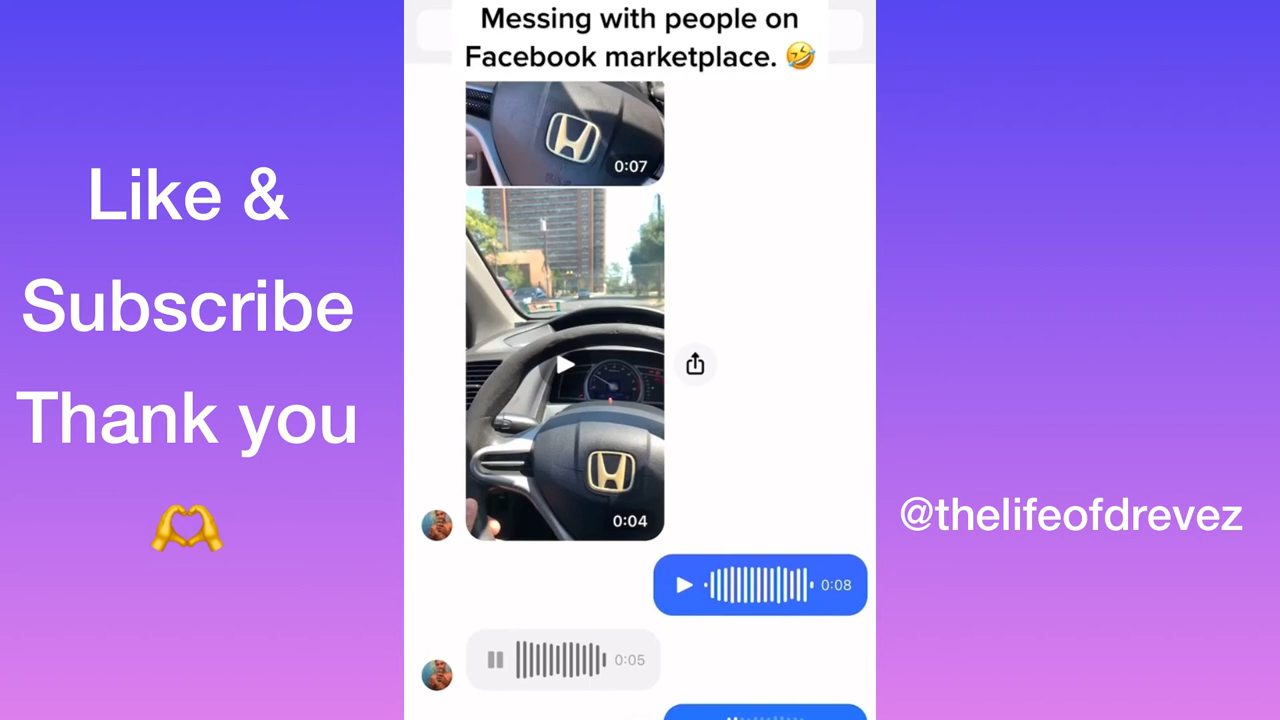 Like &
Subscribe
Thank you
🫶
Messing with people on
Facebook marketplace. 🤣
0:07
0:04
0:08
0:05
@thelifeofdrevez